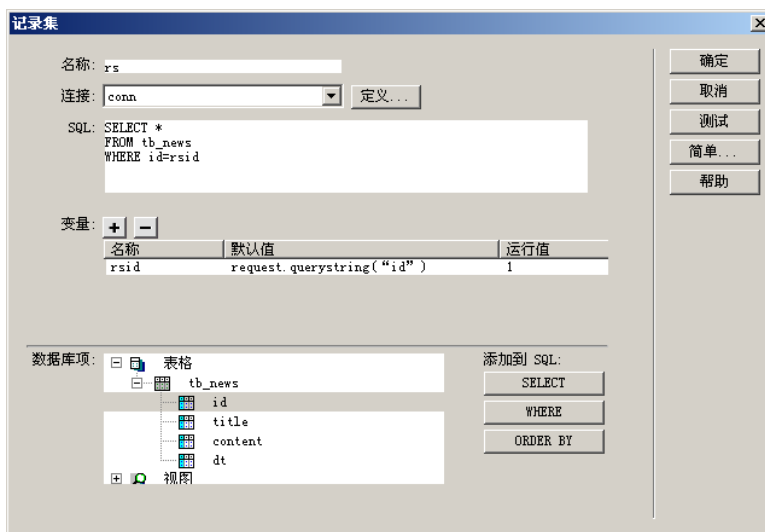 记录集
名称: rs
确定
连接: conn 定义...
取消
SQL: SELECT *
FROM tb_news
WHERE id=rsid
测试
简单...
帮助
变量: + −
名称 默认值 运行值
rsid request.querystring(“id”) 1
数据库项: 表格
添加到 SQL:
tb_news
SELECT
id
WHERE
title
content
ORDER BY
dt
视图